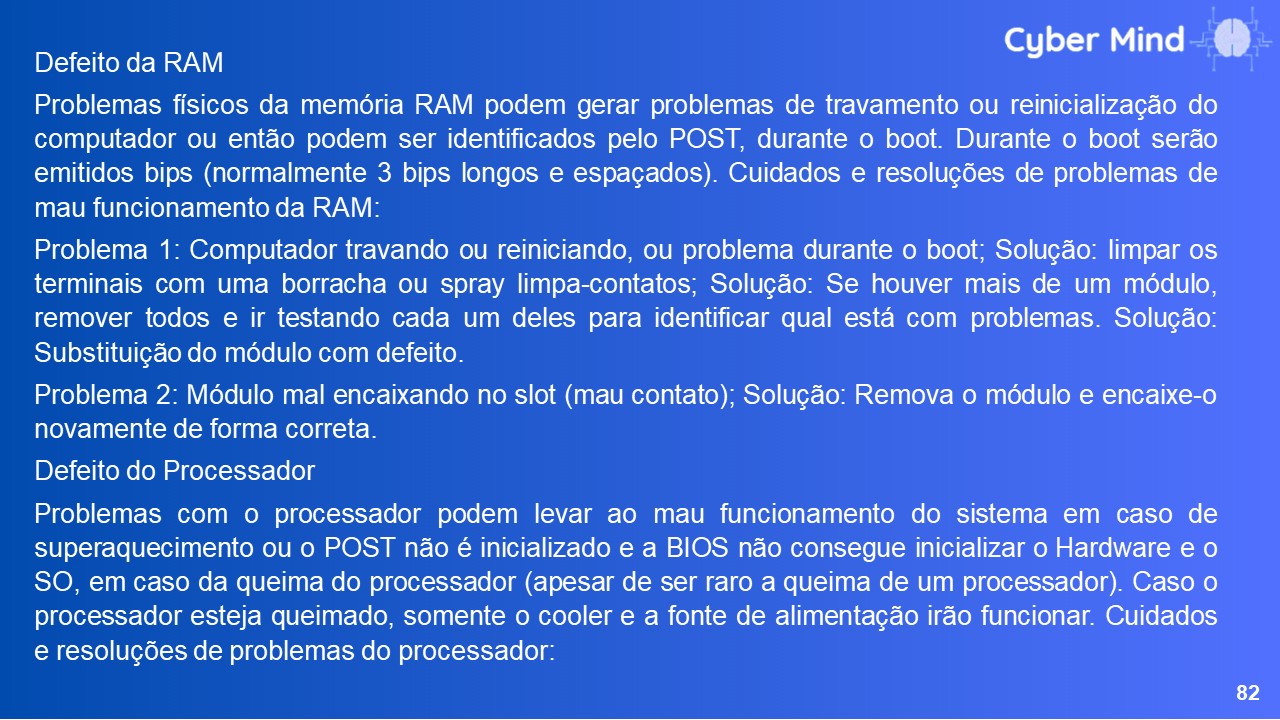 Cyber Mind
Defeito da RAM
Problemas físicos da memória RAM podem gerar problemas de travamento ou reinicialização do
computador ou então podem ser identificados pelo POST, durante o boot. Durante o boot serão
emitidos bips (normalmente 3 bips longos e espaçados). Cuidados e resoluções de problemas de
mau funcionamento da RAM:
Problema 1: Computador travando ou reiniciando, ou problema durante o boot; Solução: limpar os
terminais com uma borracha ou spray limpa-contatos; Solução: Se houver mais de um módulo,
remover todos e ir testando cada um deles para identificar qual está com problemas. Solução:
Substituição do módulo com defeito.
Problema 2: Módulo mal encaixando no slot (mau contato); Solução: Remova o módulo e encaixe-o
novamente de forma correta.
Defeito do Processador
Problemas com o processador podem levar ao mau funcionamento do sistema em caso de
superaquecimento ou o POST não é inicializado e a BIOS não consegue inicializar o Hardware e o
SO, em caso da queima do processador (apesar de ser raro a queima de um processador). Caso o
processador esteja queimado, somente o cooler e a fonte de alimentação irão funcionar. Cuidados
e resoluções de problemas do processador:
82